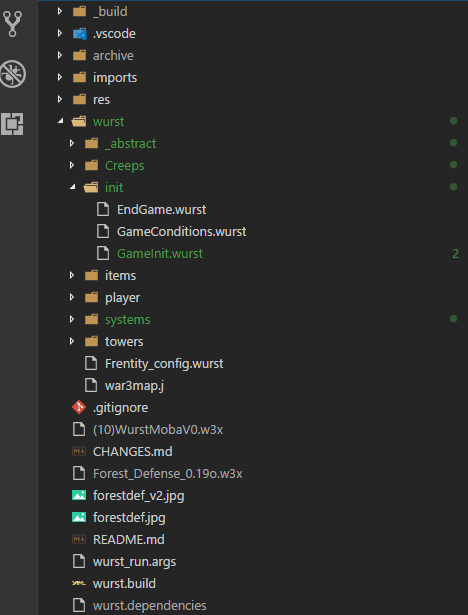 _build
.vscode
archive
imports
res
wurst
_abstract
Creeps
init
EndGame.wurst
GameConditions.wurst
GameInit.wurst 2
items
player
systems
towers
Frentity_config.wurst
war3map.j
.gitignore
(10)WurstMobaV0.w3x
CHANGES.md
Forest_Defense_0.19o.w3x
forestdef_v2.jpg
forestdef.jpg
README.md
wurst_run.args
wurst.build
wurst.dependencies